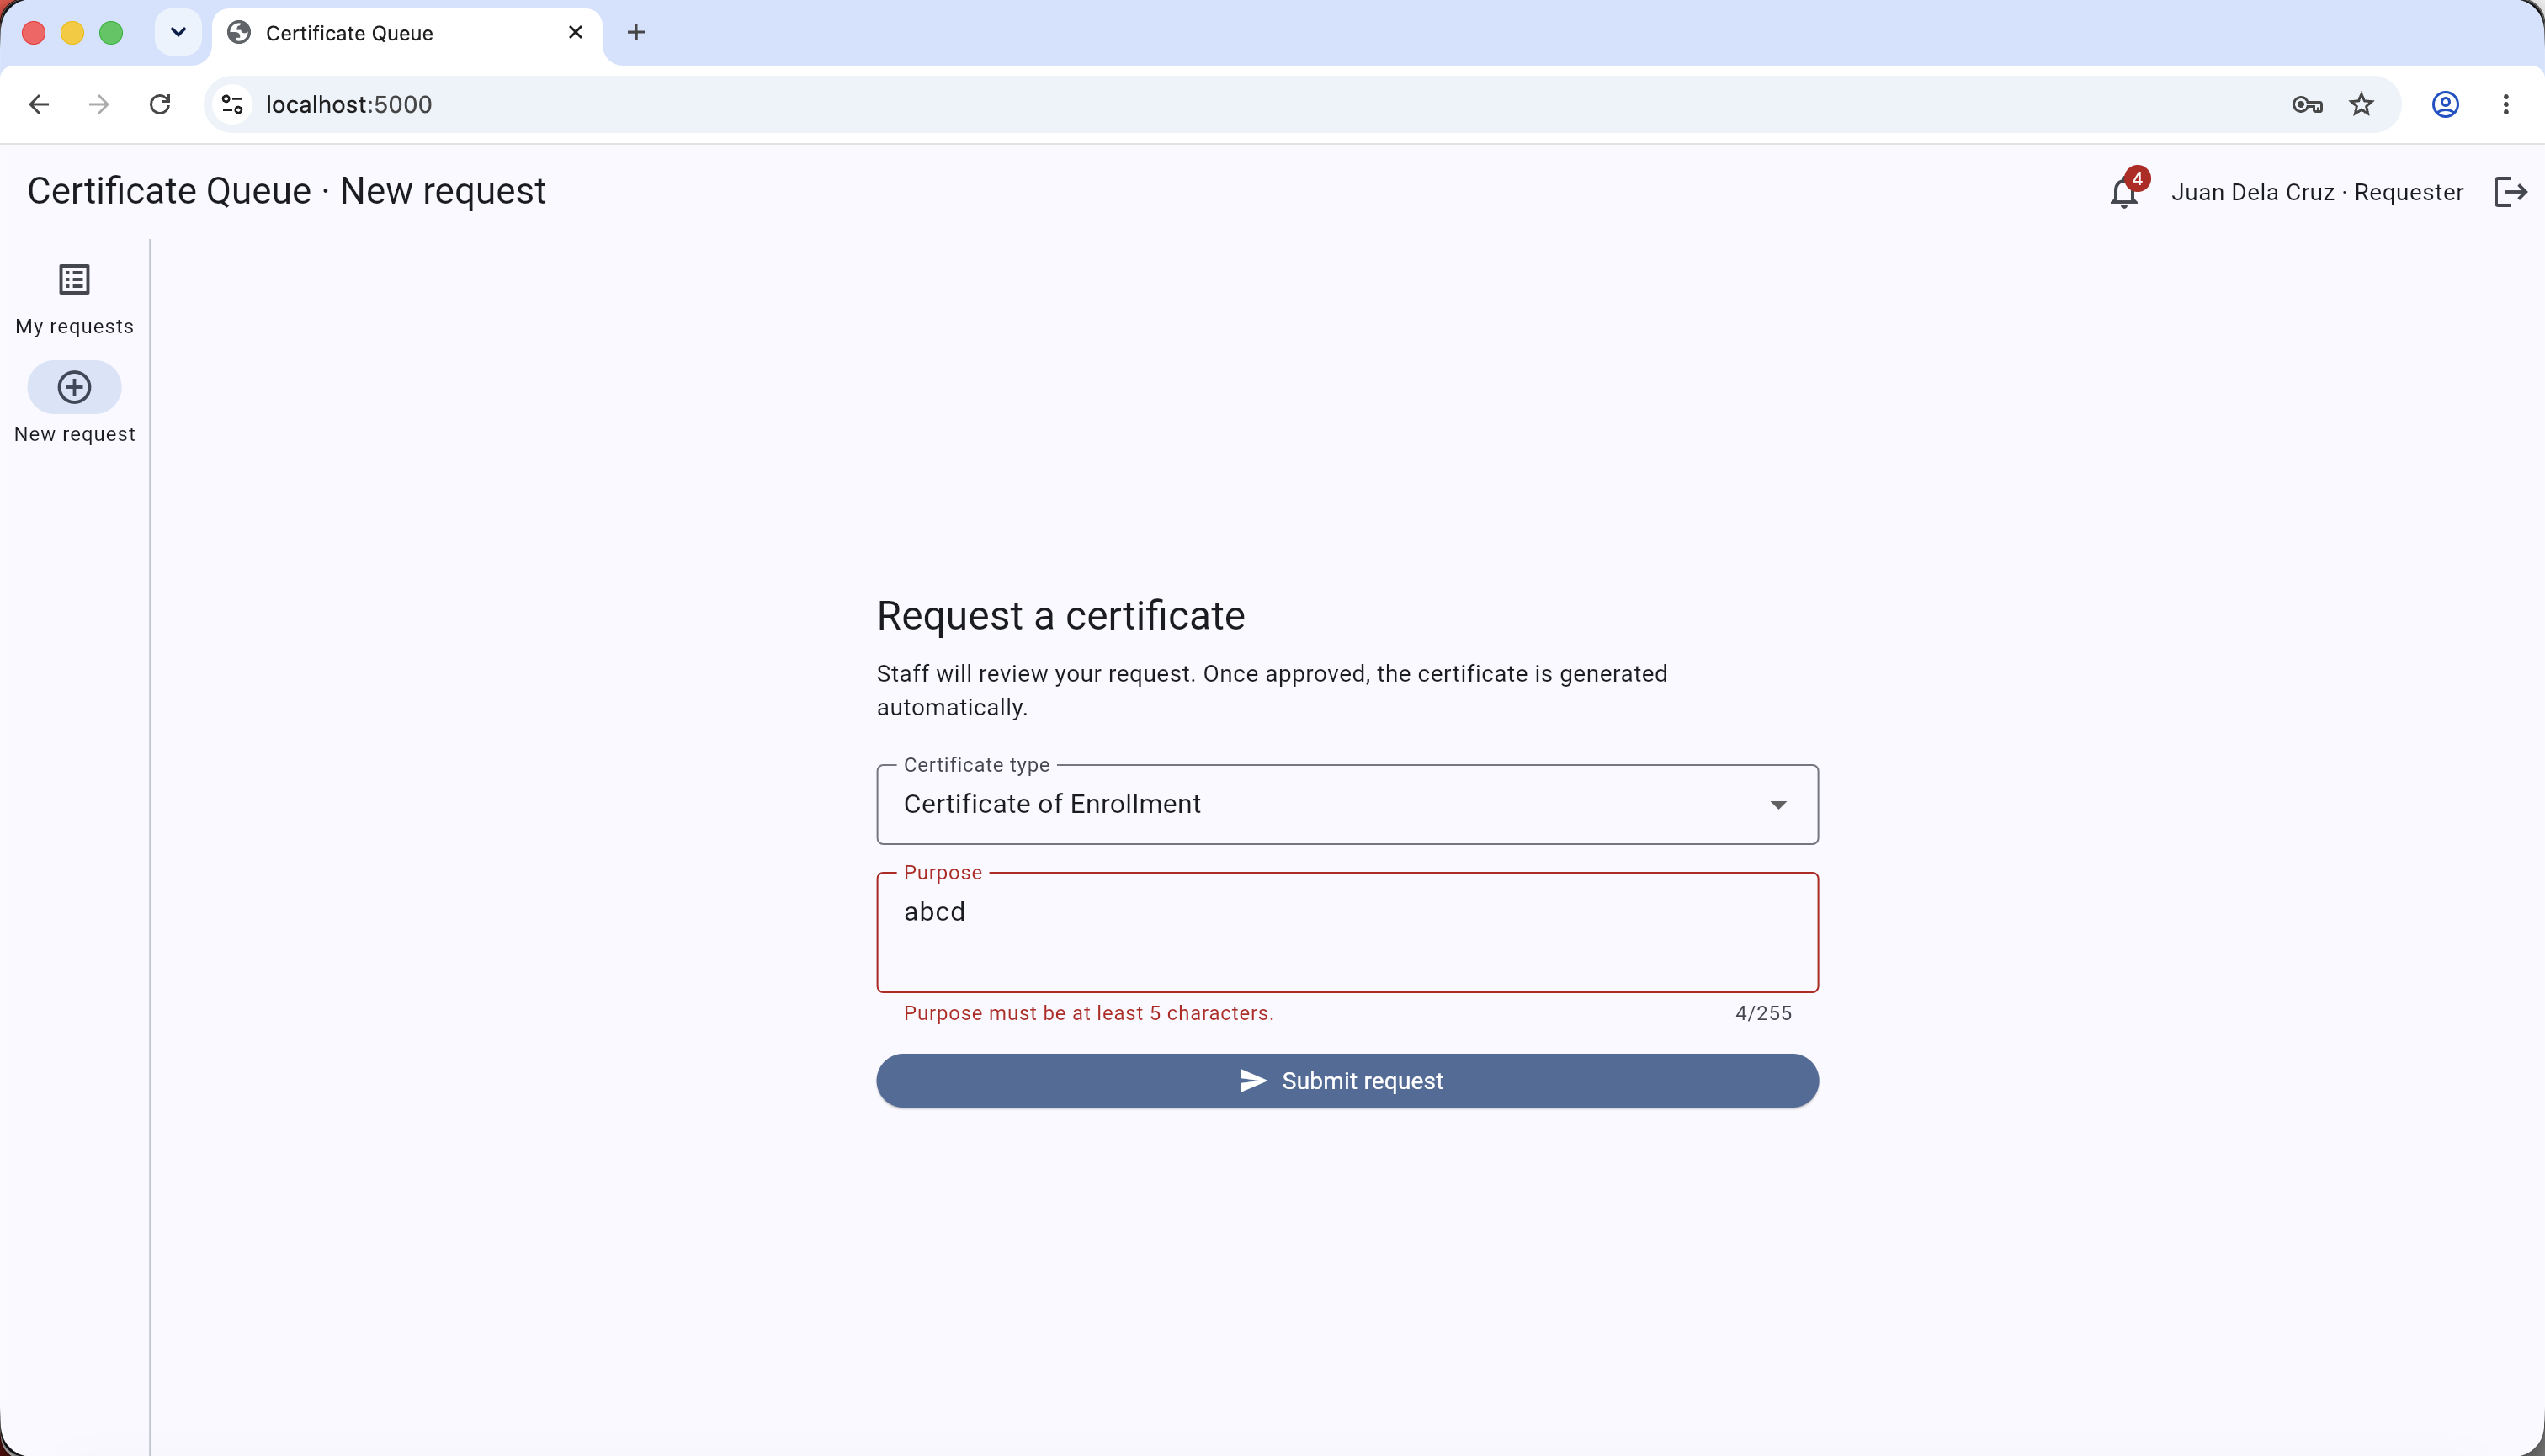 Certificate Queue
localhost:5000
Certificate Queue · New request
4
Juan Dela Cruz · Requester
My requests
New request
Request a certificate
Staff will review your request. Once approved, the certificate is generated
automatically.
Certificate type
Certificate of Enrollment
Purpose
abcd
Purpose must be at least 5 characters.
4/255
Submit request